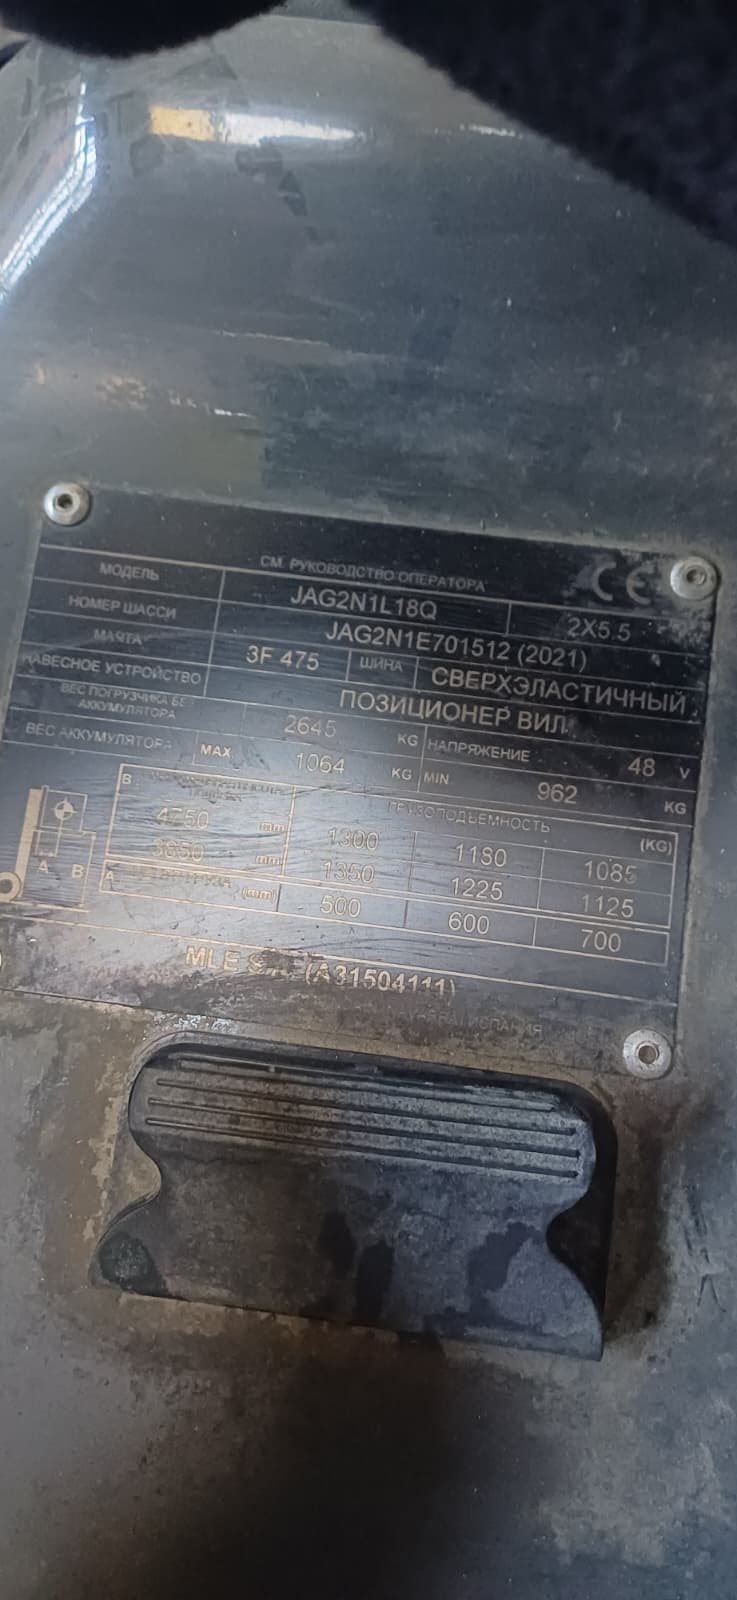 СМ. РУКОВОДСТВО ОПЕРАТОРА CE
МОДЕЛЬ JAG2N1L18Q 2X5.5
НОМЕР ШАССИ JAG2N1E701512 (2021)
МАЧТА 3F 475 ШИНА СВЕРХЭЛАСТИЧНЫЙ
НАВЕСНОЕ УСТРОЙСТВО ПОЗИЦИОНЕР ВИЛ
ВЕС ПОГРУЗЧИКА БЕЗ
АККУМУЛЯТОРА 2645 KG НАПРЯЖЕНИЕ 48 V
ВЕС АККУМУЛЯТОРА MAX 1064 KG MIN 962 KG
B ГРУЗОПОДЪЕМНОСТЬ (KG)
4750 mm 1300 1180 1085
mm 1350 1225 1125
A (mm) 500 600 700
A B
MLE (A31504111)